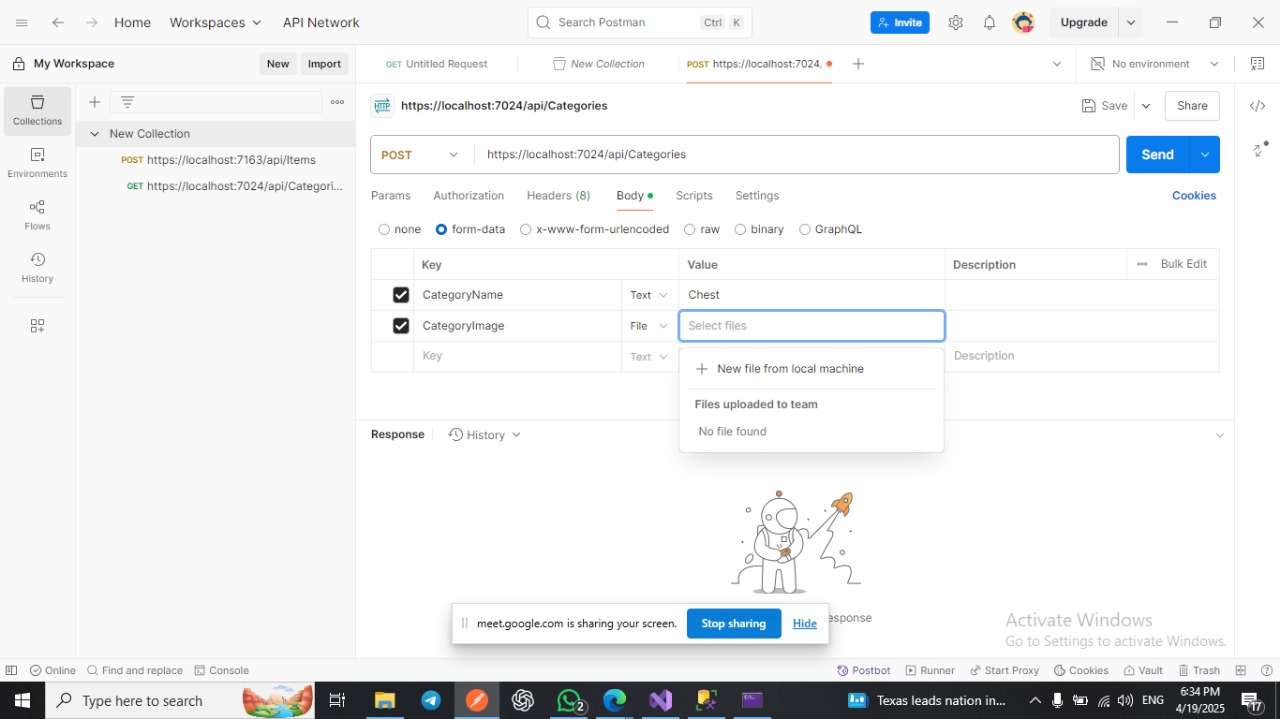 Home
Workspaces
API Network
Search Postman
Ctrl K
Invite
Upgrade
My Workspace
New
Import
GET Untitled Request
New Collection
POST https://localhost:7024,
No environment
Collections
Environments
Flows
History
New Collection
POST https://localhost:7163/api/Items
GET https://localhost:7024/api/Categori...
HTTP
https://localhost:7024/api/Categories
Save
Share
POST
https://localhost:7024/api/Categories
Send
Params
Authorization
Headers (8)
Body
Scripts
Settings
Cookies
none
form-data
x-www-form-urlencoded
raw
binary
GraphQL
Key
Value
Description
Bulk Edit
CategoryName
Text
Chest
CategoryImage
File
Select files
Key
Text
Description
New file from local machine
Files uploaded to team
No file found
Response
History
esponse
meet.google.com is sharing your screen.
Stop sharing
Hide
Activate Windows
Go to Settings to activate Windows.
Online
Find and replace
Console
Postbot
Runner
Start Proxy
Cookies
Vault
Trash
Type here to search
2
Texas leads nation in...
ENG
6:34 PM
4/19/2025
17